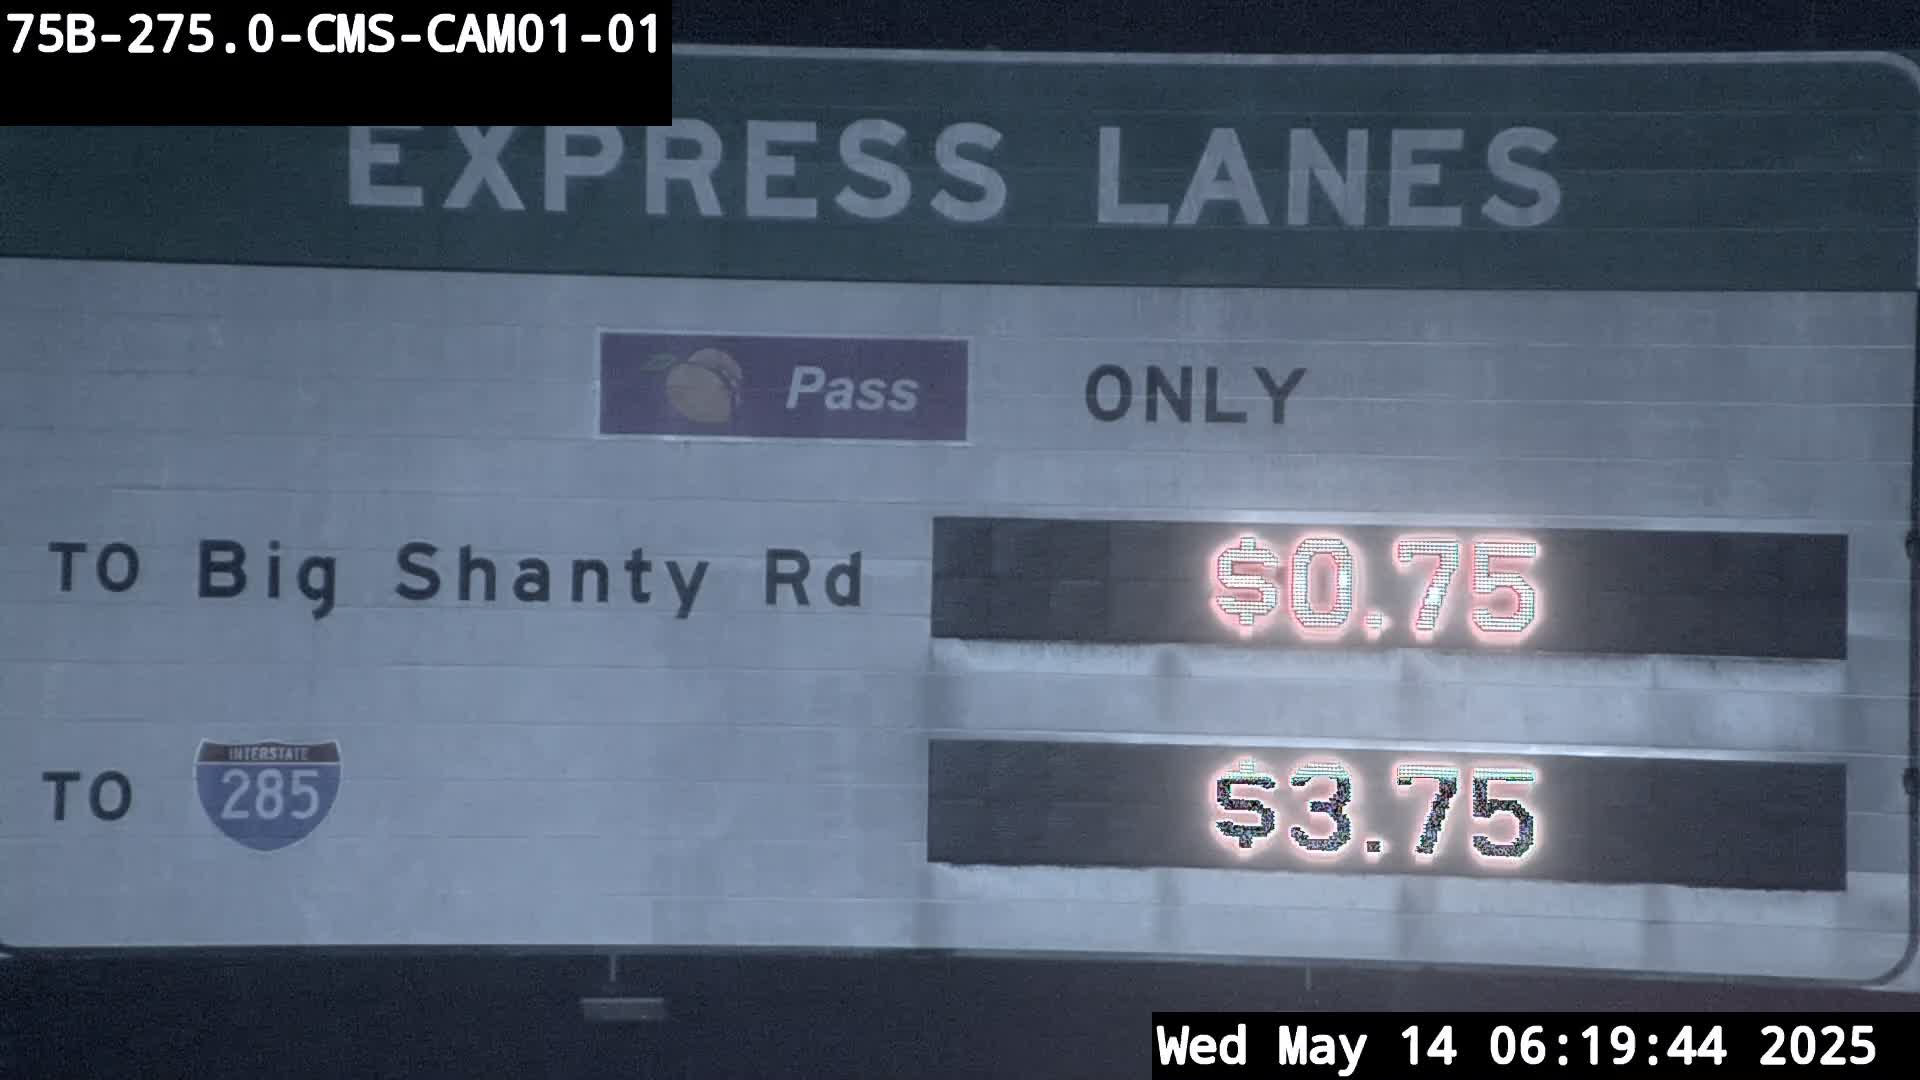 75B-275.0-CMS-CAM01-01
EXPRESS LANES
Pass ONLY
TO Big Shanty Rd $0.75
TO INTERSTATE 285 $3.75
Wed May 14 06:19:44 2025